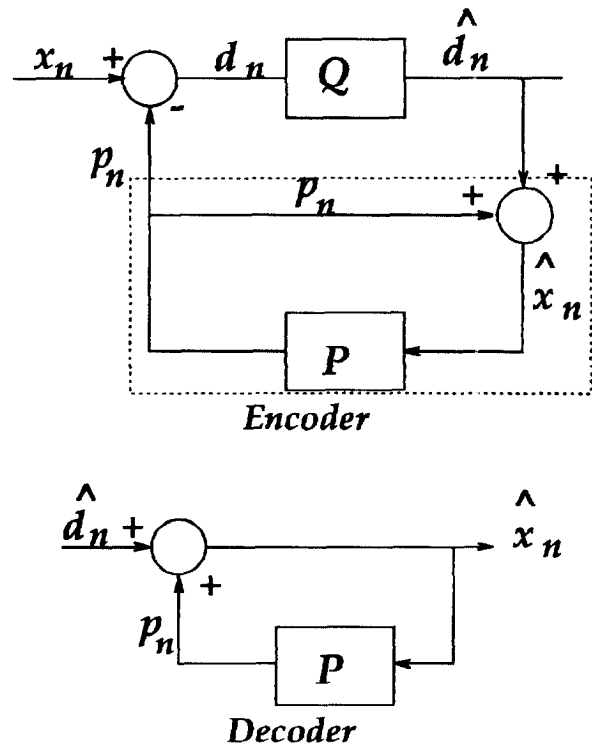 x_n + d_n Q d̂_n
-
p_n
p_n + +
x̂_n
P
Encoder
d̂_n + x̂_n
+
p_n
P
Decoder